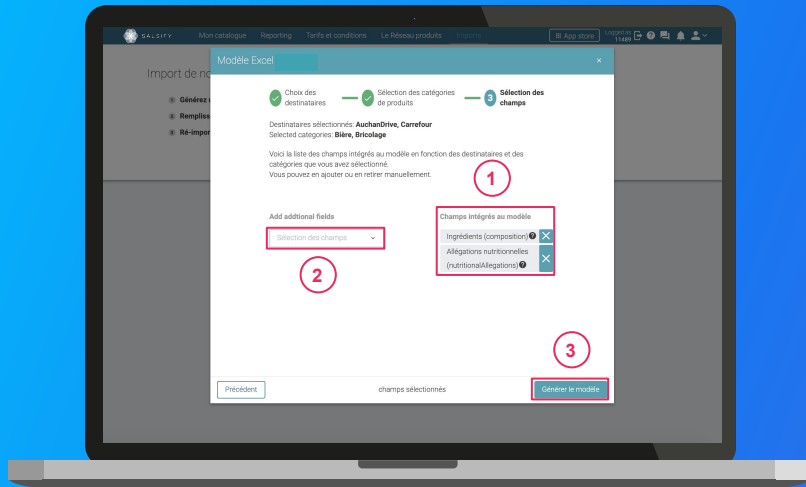 SALSIFY Mon catalogue Reporting Tarifs et conditions Le Réseau produits Imports App store Logged as
11489
Modèle Excel ×
Import de no
Choix des
destinataires
Sélection des catégories
de produits
3 Sélection des
champs
1 Générez
2 Rempliss
3 Ré-impor
Destinataires sélectionnés: AuchanDrive, Carrefour
Selected categories: Bière, Bricolage
Voici la liste des champs intégrés au modèle en fonction des destinataires et des
catégories que vous avez sélectionné.
Vous pouvez en ajouter ou en retirer manuellement.
1
Add addtional fields
Sélection des champs
2
Champs intégrés au modèle
Ingrédients (composition)
Allégations nutritionnelles
(nutritionalAllegations)
3
Précédent
champs sélectionnés
Générer le modèle